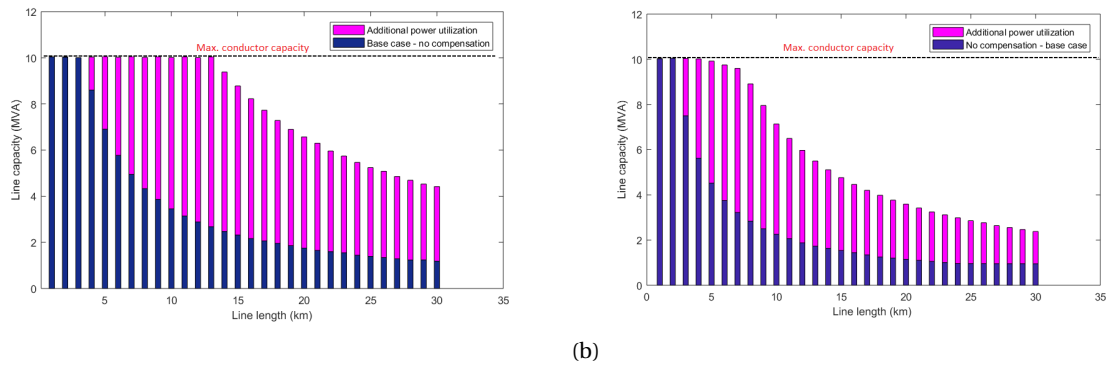 12
10
8
6
4
2
0
5
10
15
20
25
30
35
Line capacity (MVA)
Line length (km)
Max. conductor capacity
Additional power utilization
Base case - no compensation
12
10
8
6
4
2
0
0
5
10
15
20
25
30
35
Line capacity (MVA)
Line length (km)
Max. conductor capacity
Additional power utilization
No compensation - base case
(b)